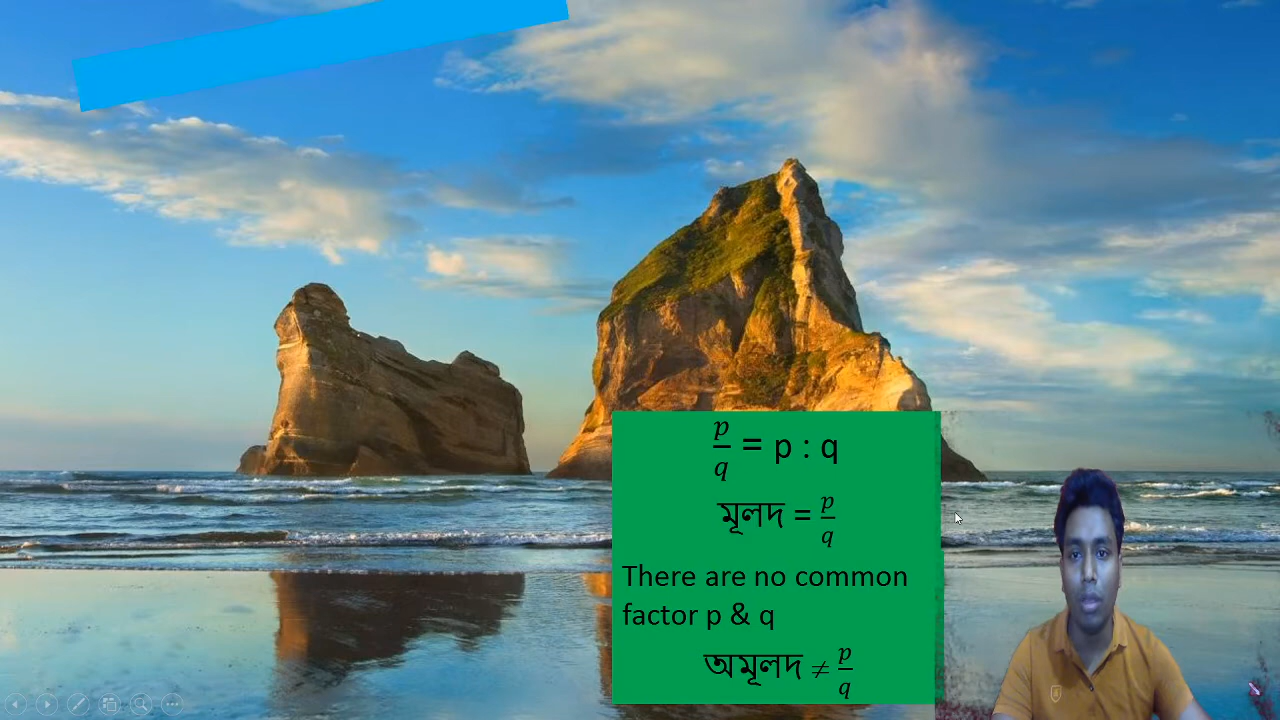 p/q = p : q
মূলদ = p/q
There are no common
factor p & q
অমূলদ ≠ p/q